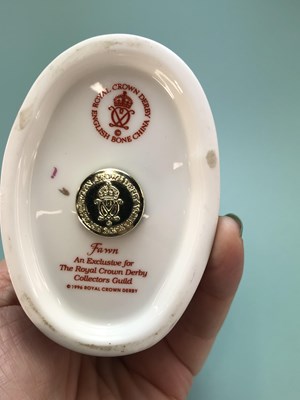 ROYAL CROWN DERBY
©
ENGLISH BONE CHINA
Fawn
An Exclusive for
The Royal Crown Derby
Collectors Guild
© 1996 ROYAL CROWN DERBY